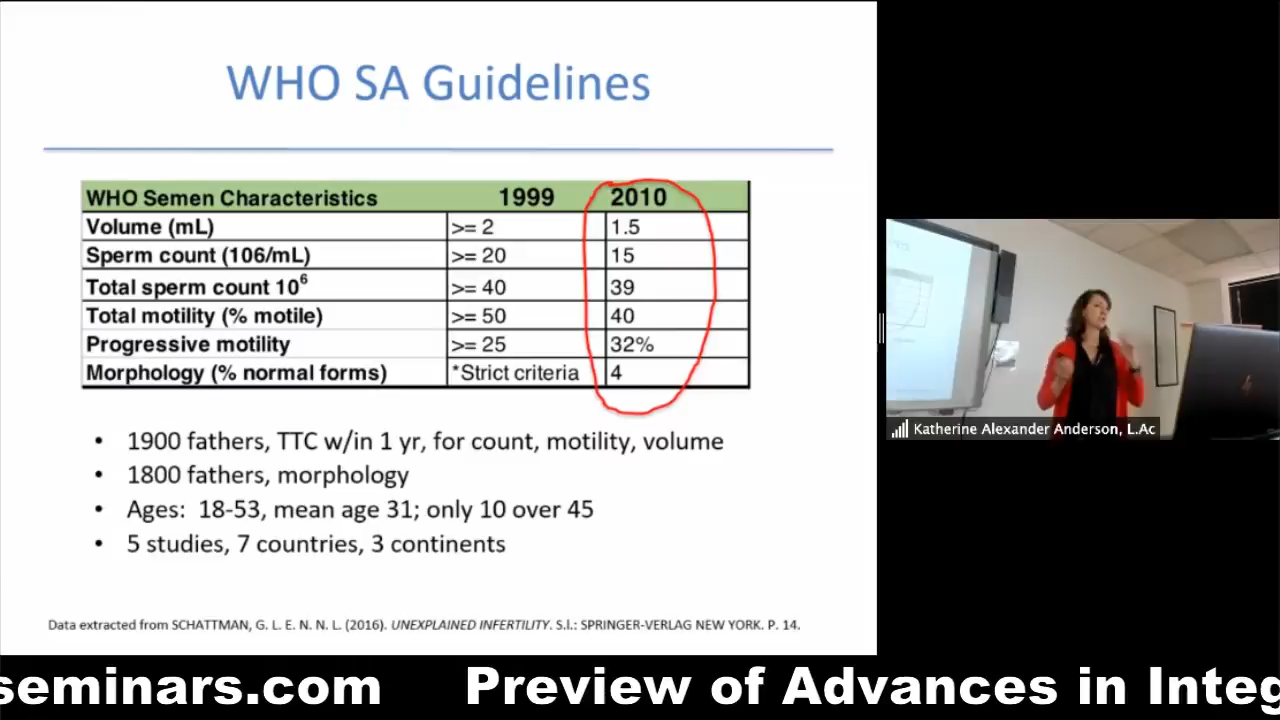 WHO SA Guidelines
WHO Semen Characteristics 1999 2010
Volume (mL) >= 2 1.5
Sperm count (106/mL) >= 20 15
Total sperm count 10⁶ >= 40 39
Total motility (% motile) >= 50 40
Progressive motility >= 25 32%
Morphology (% normal forms) *Strict criteria 4
• 1900 fathers, TTC w/in 1 yr, for count, motility, volume
• 1800 fathers, morphology
• Ages: 18-53, mean age 31; only 10 over 45
• 5 studies, 7 countries, 3 continents
Data extracted from SCHATTMAN, G. L. E. N. N. L. (2016). UNEXPLAINED INFERTILITY. S.l.: SPRINGER-VERLAG NEW YORK. P. 14.
Katherine Alexander Anderson, L.Ac
seminars.com Preview of Advances in Integ